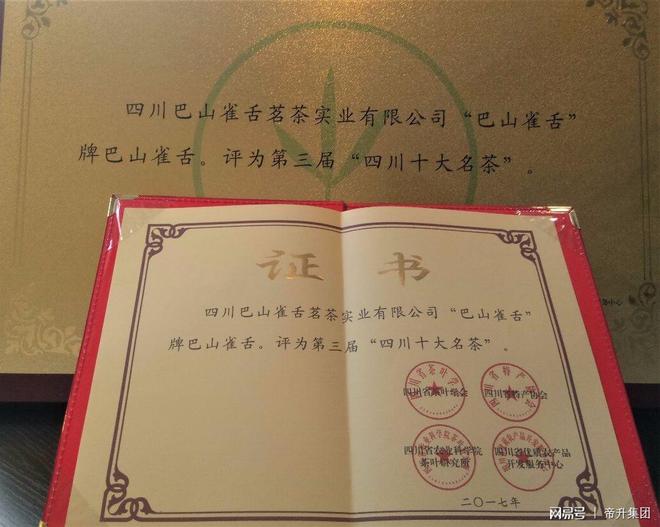 四川巴山雀舌茗茶实业有限公司“巴山雀舌”
牌巴山雀舌。评为第三届“四川十大名茶”。
证书
四川巴山雀舌茗茶实业有限公司“巴山雀舌”
牌巴山雀舌。评为第三届“四川十大名茶”。
四川省茶叶学会
四川省特产协会
四川省农业科学院
茶叶研究所
四川省优质农产品
开发服务中心
二〇一七年
务中心
搜狐号 | 帝升集团